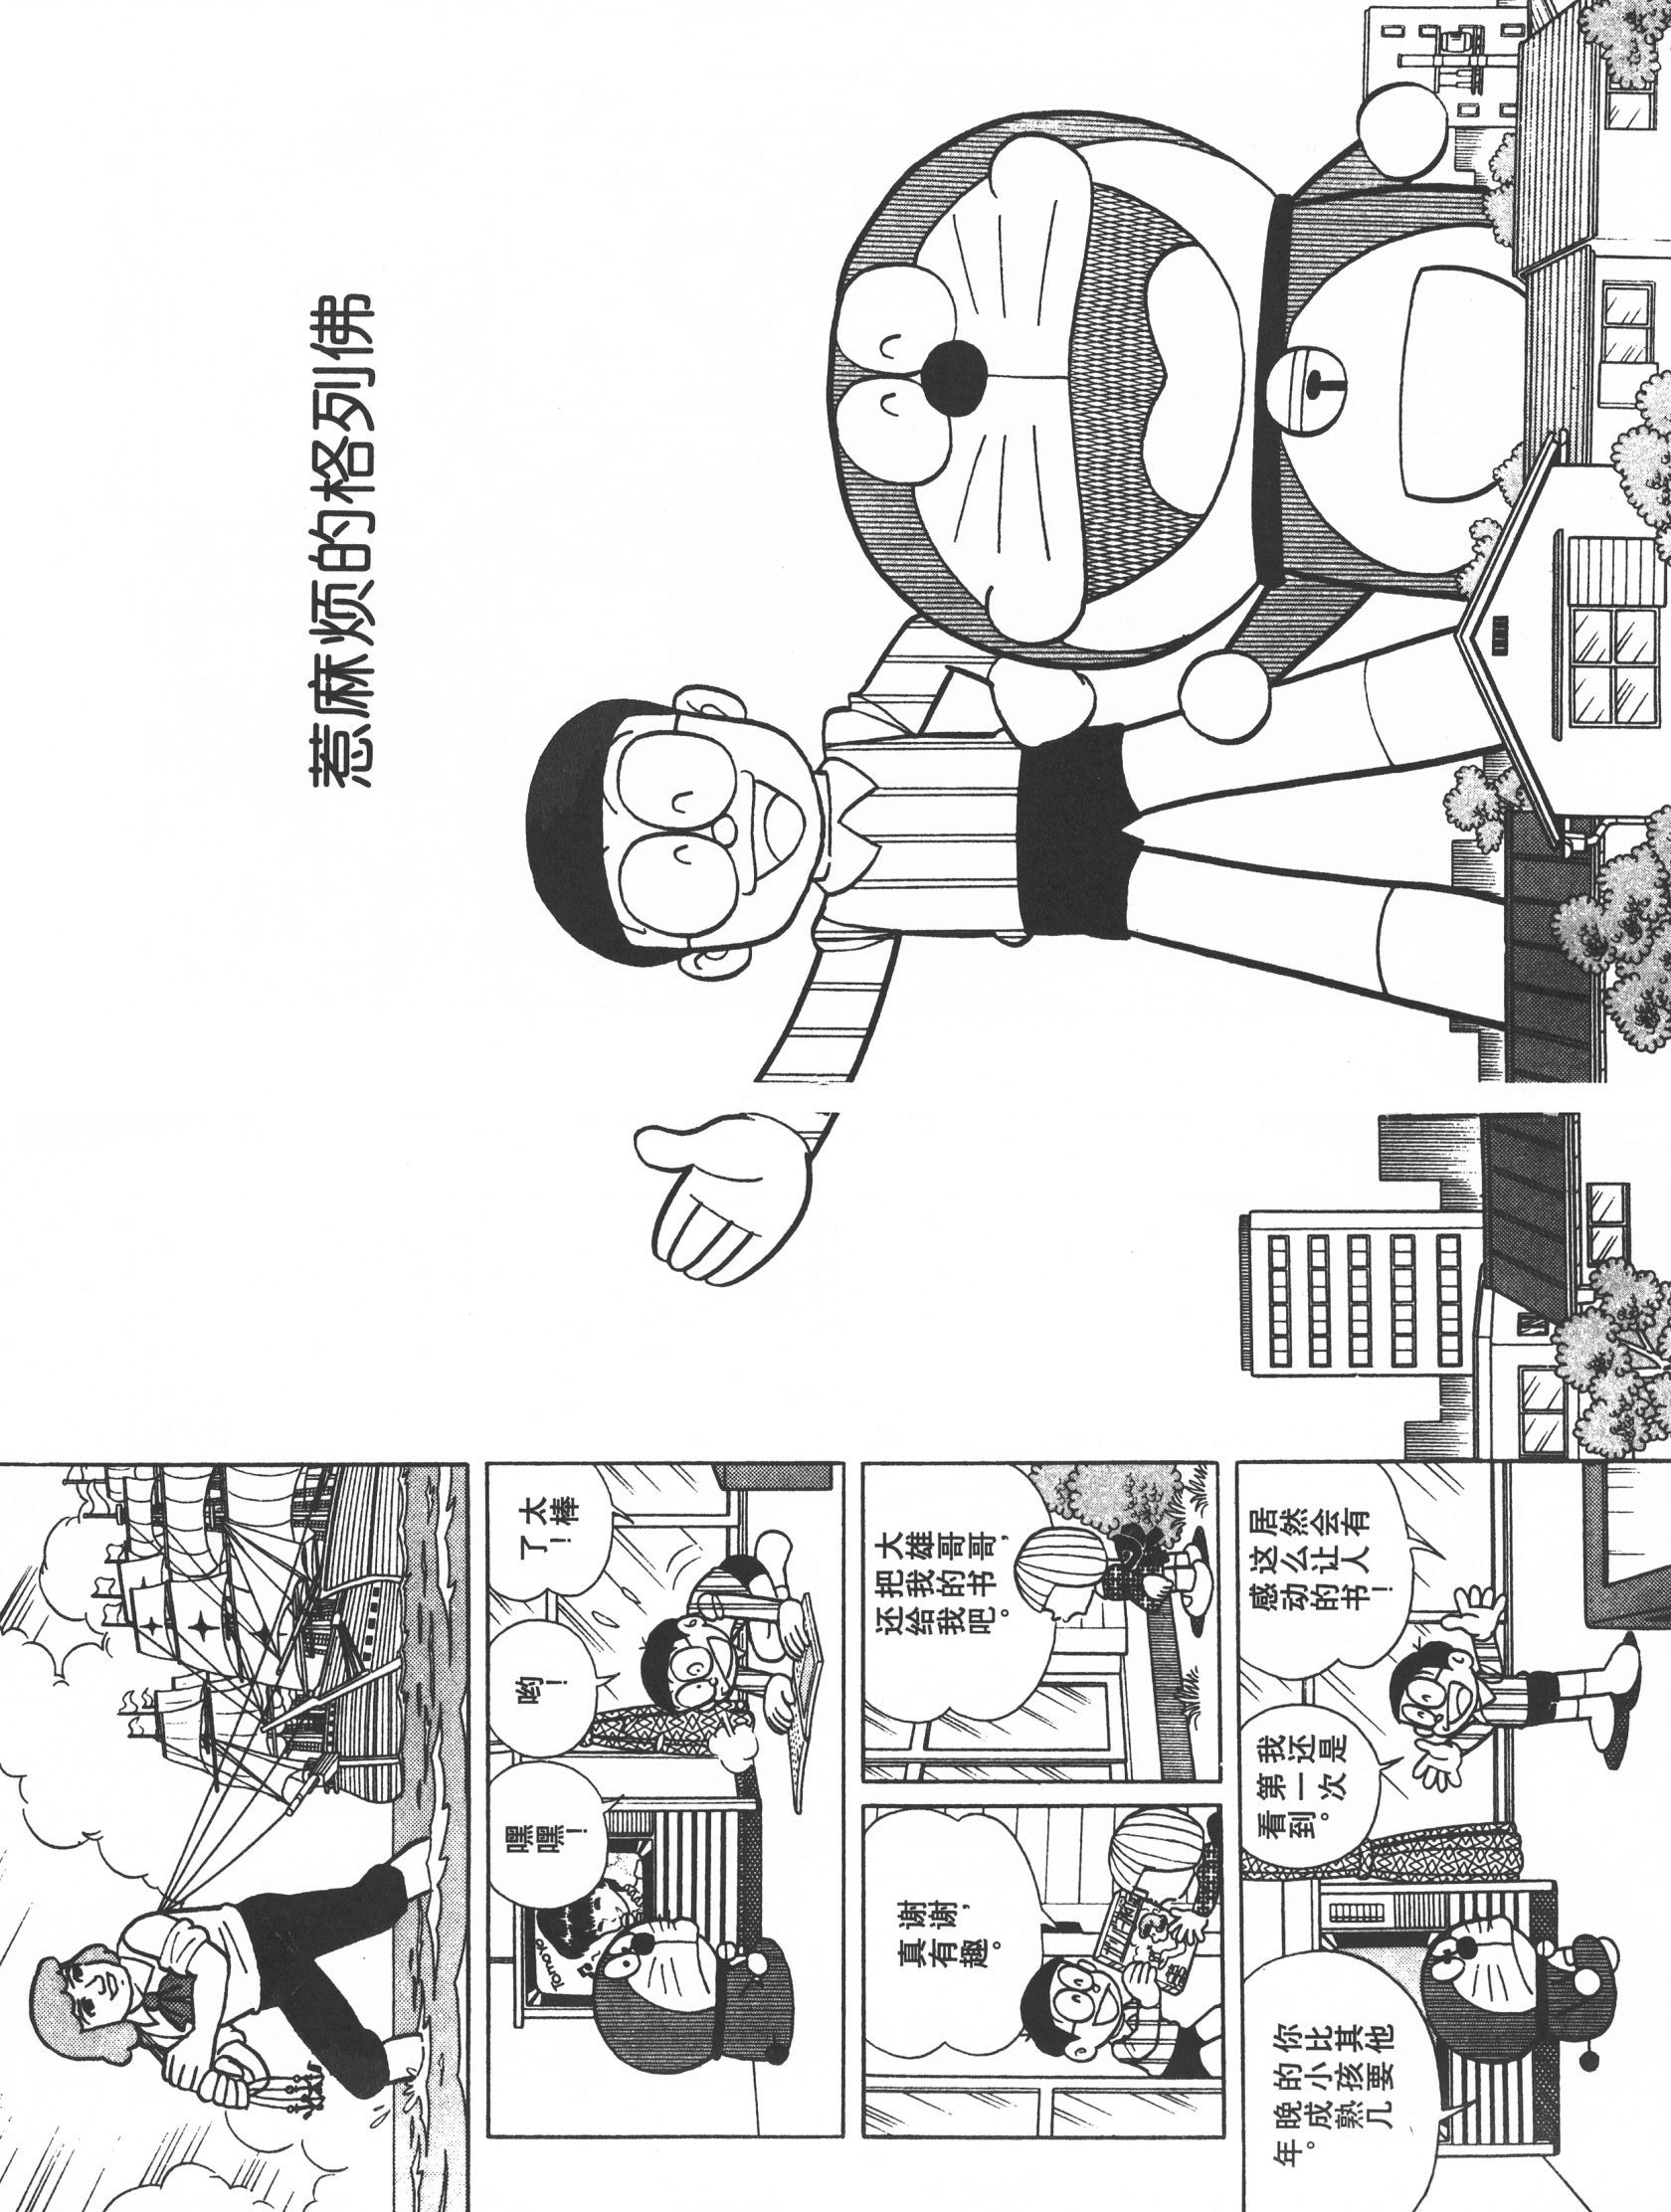 惹麻烦的格列佛
太棒
了！
哟！
嘿嘿！
大雄哥哥，
把我的书
还给我吧。
谢谢，
真有
趣。
居然会有
这么让人
感动的书！
我还是
第一次
看到。
你比其他
的小孩要
晚成熟几
年。